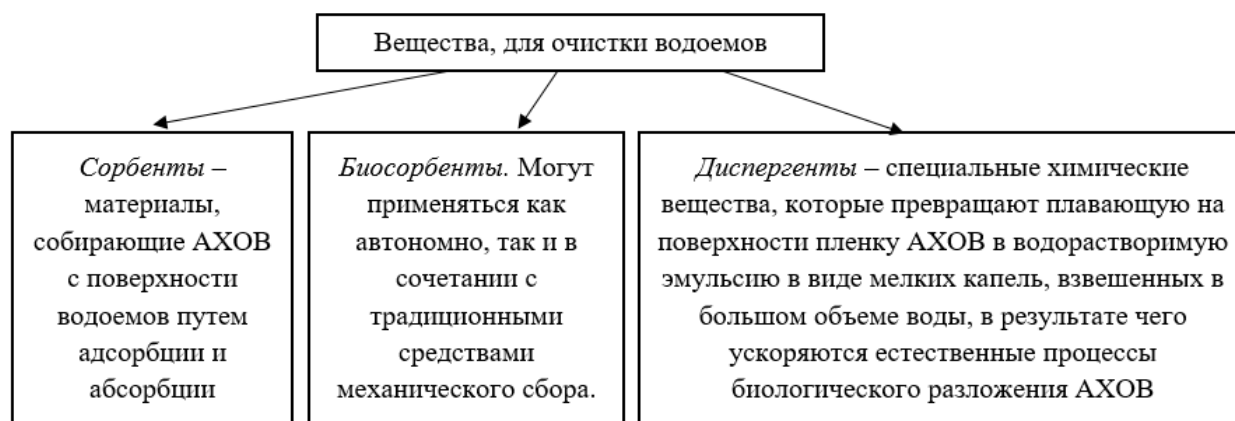 Вещества, для очистки водоемов
Сорбенты –
материалы,
собирающие АХОВ
с поверхности
водоемов путем
адсорбции и
абсорбции
Биосорбенты. Могут
применяться как
автономно, так и в
сочетании с
традиционными
средствами
механического сбора.
Диспергенты – специальные химические
вещества, которые превращают плавающую на
поверхности пленку АХОВ в водорастворимую
эмульсию в виде мелких капель, взвешенных в
большом объеме воды, в результате чего
ускоряются естественные процессы
биологического разложения АХОВ